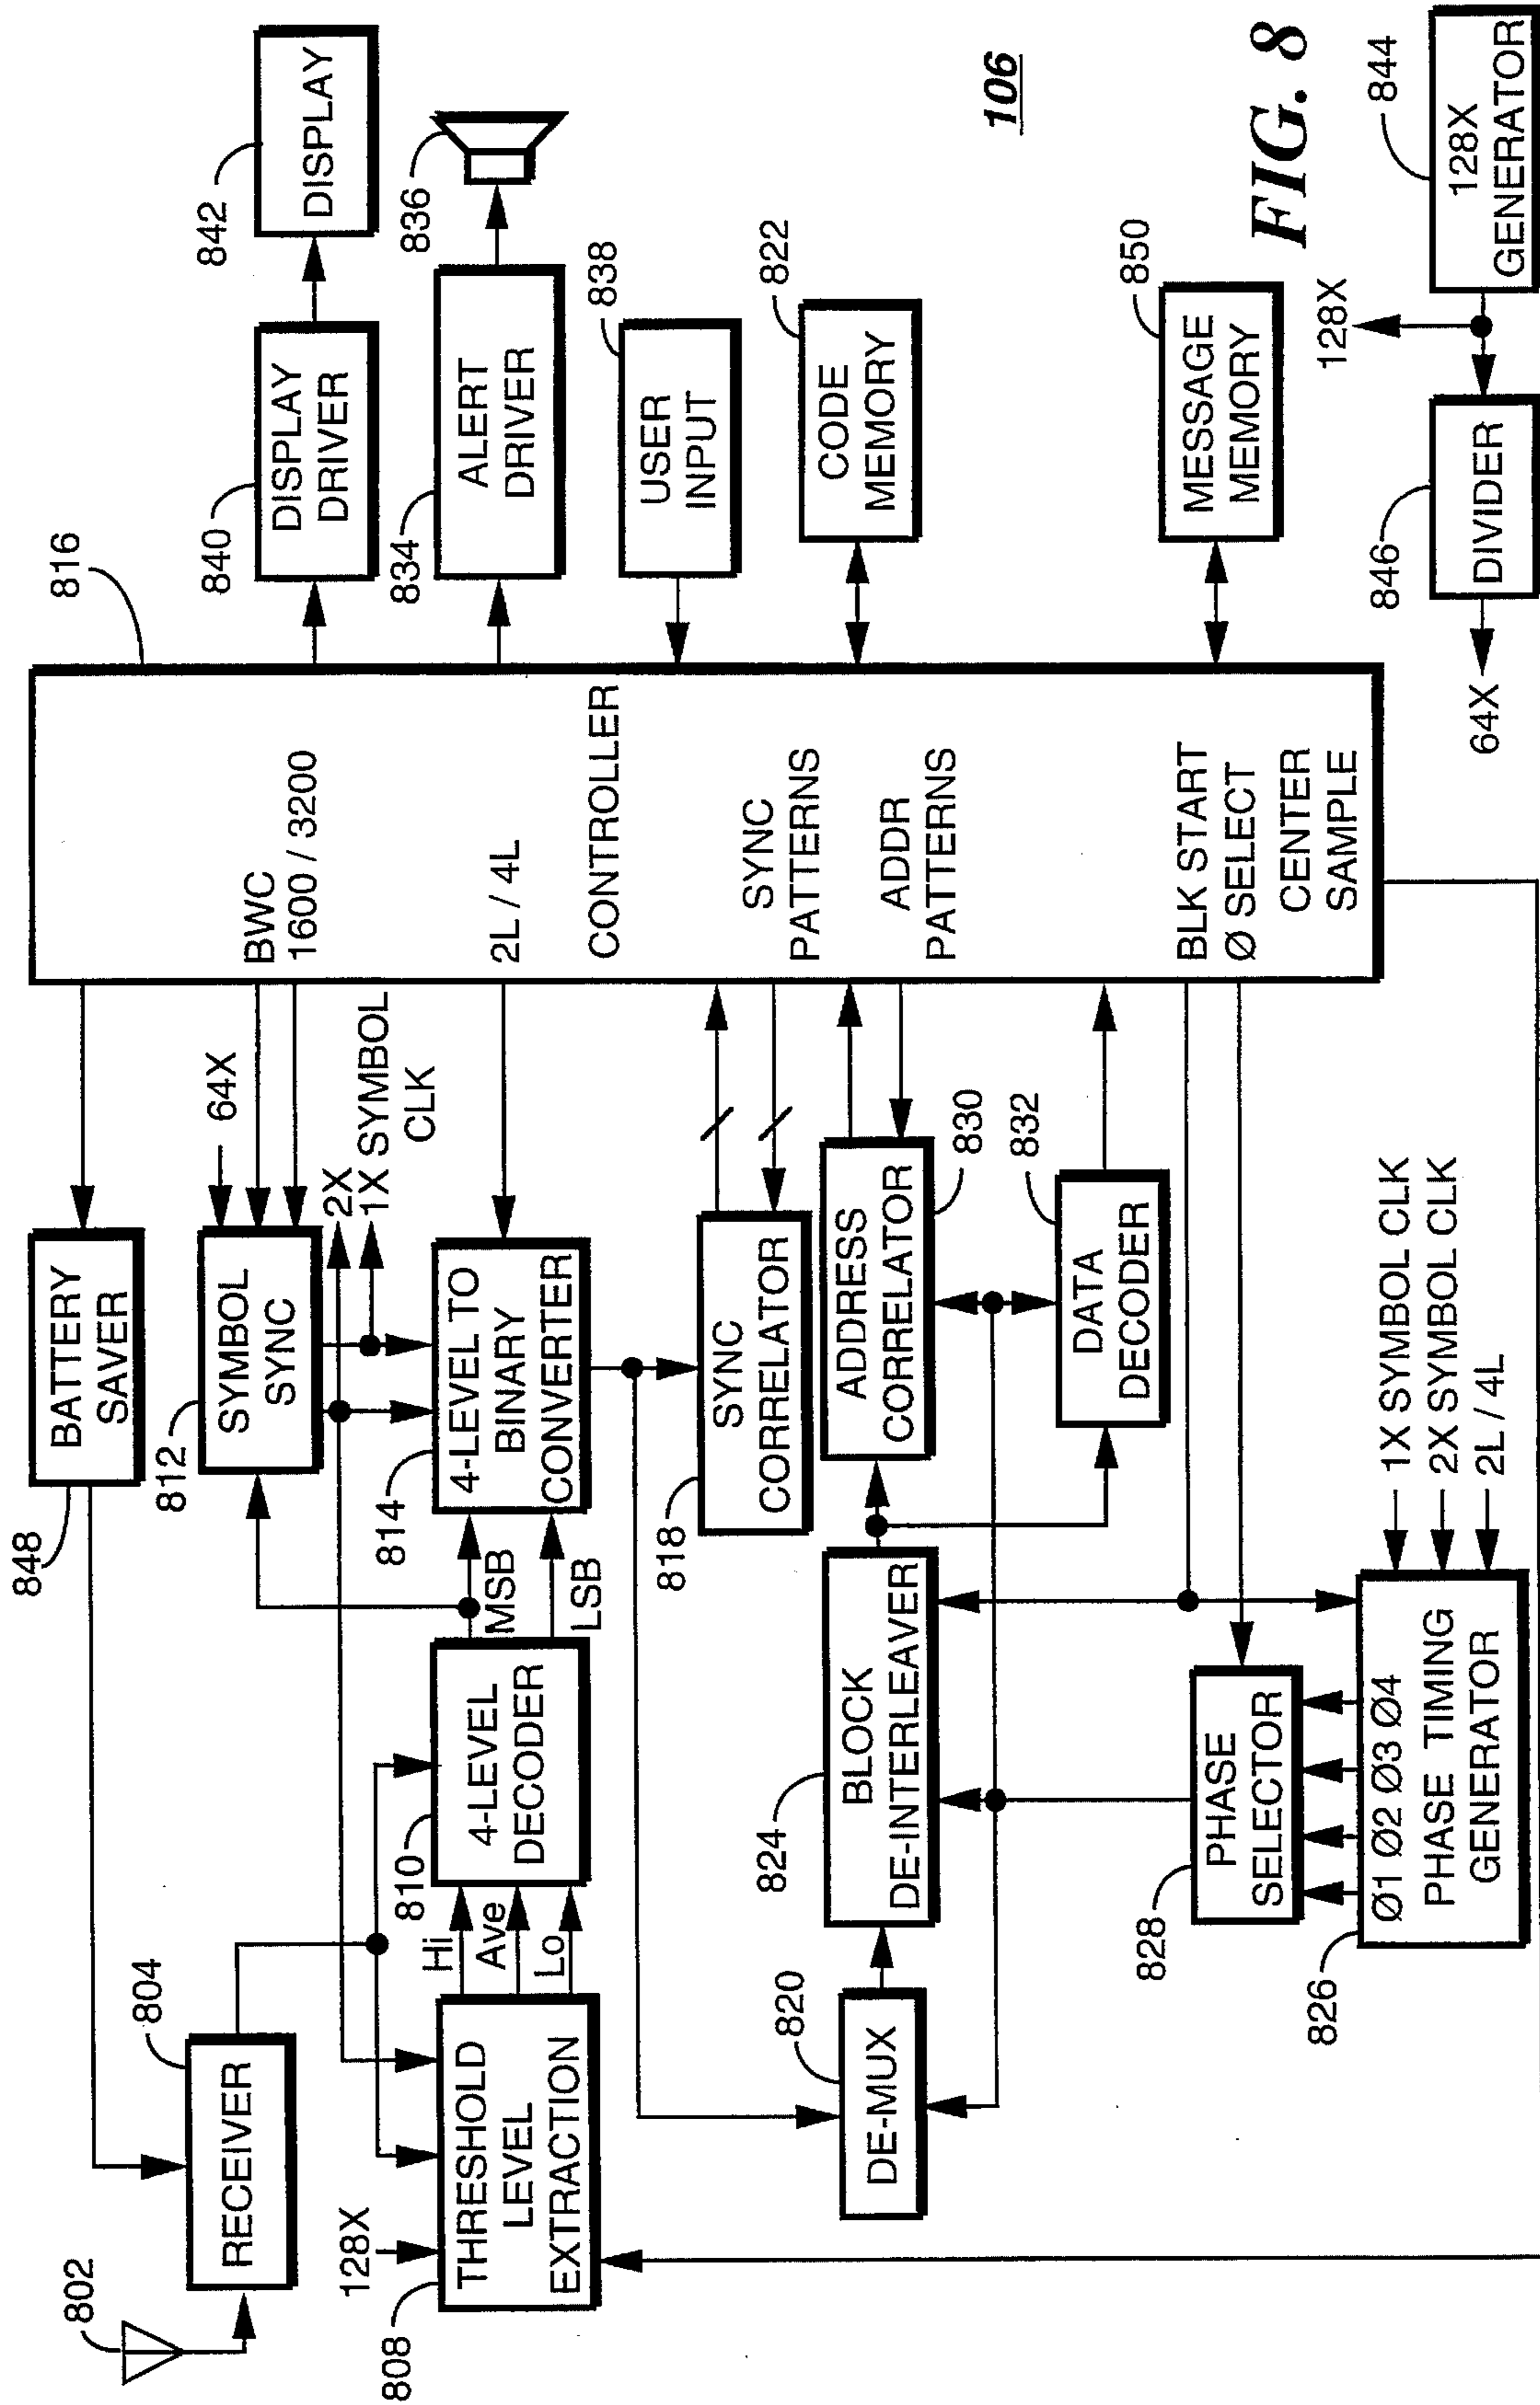 802
804
RECEIVER
848
BATTERY
SAVER
816
840
DISPLAY
DRIVER
842
DISPLAY
812
SYMBOL
SYNC
64X
BWC
1600 / 3200
2X
1X SYMBOL
CLK
834
ALERT
DRIVER
836
128X
808
THRESHOLD
LEVEL
EXTRACTION
Hi
Ave
Lo
810
4-LEVEL
DECODER
MSB
LSB
814
4-LEVEL TO
BINARY
CONVERTER
2L / 4L
CONTROLLER
838
USER
INPUT
818
SYNC
CORRELATOR
SYNC
PATTERNS
822
CODE
MEMORY
820
DE-MUX
824
BLOCK
DE-INTERLEAVER
830
ADDRESS
CORRELATOR
ADDR
PATTERNS
832
DATA
DECODER
106
828
PHASE
SELECTOR
BLK START
Ø SELECT
850
MESSAGE
MEMORY
CENTER
SAMPLE
FIG. 8
826
Ø1 Ø2 Ø3 Ø4
PHASE TIMING
GENERATOR
1X SYMBOL CLK
2X SYMBOL CLK
2L / 4L
64X
846
DIVIDER
128X
844
128X
GENERATOR